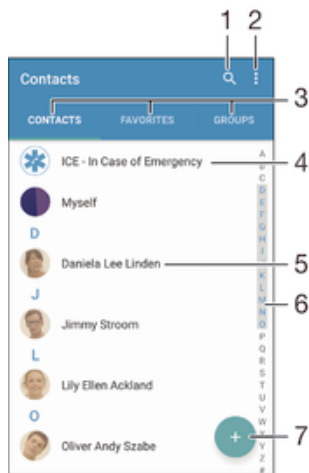 1 2
Contacts
3
CONTACTS FAVORITES GROUPS
ICE - In Case of Emergency
4
Myself
D
Daniela Lee Linden
5
J
Jimmy Stroom
6
L
Lily Ellen Ackland
O
Oliver Andy Szabe
+
7
A
B
C
D
E
F
G
H
I
K
L
M
N
O
P
Q
R
S
T
U
V
W
X
Y
Z